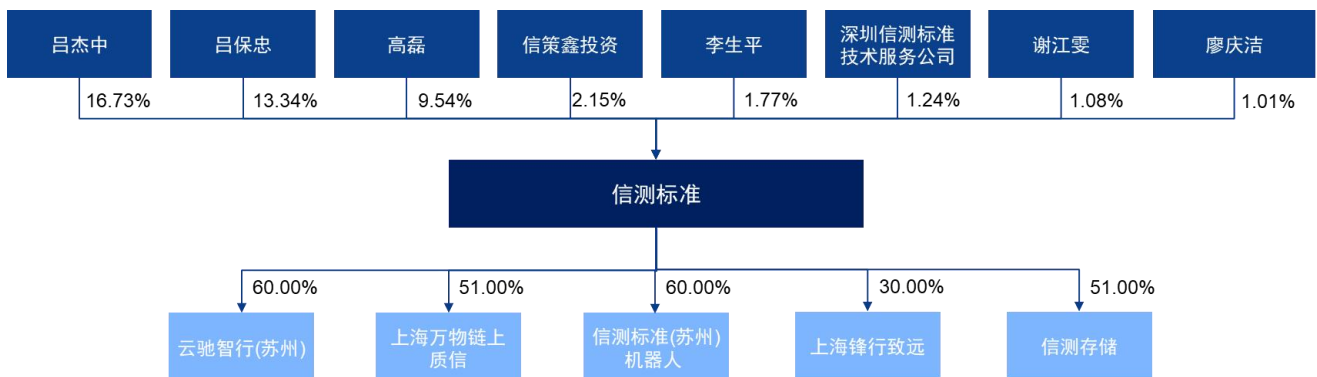 吕杰中
吕保忠
高磊
信策鑫投资
李生平
深圳信测标准
技术服务公司
谢江雯
廖庆洁
16.73%
13.34%
9.54%
2.15%
1.77%
1.24%
1.08%
1.01%
信测标准
60.00%
51.00%
60.00%
30.00%
51.00%
云驰智行(苏州)
上海万物链上
质信
信测标准(苏州)
机器人
上海锋行致远
信测存储